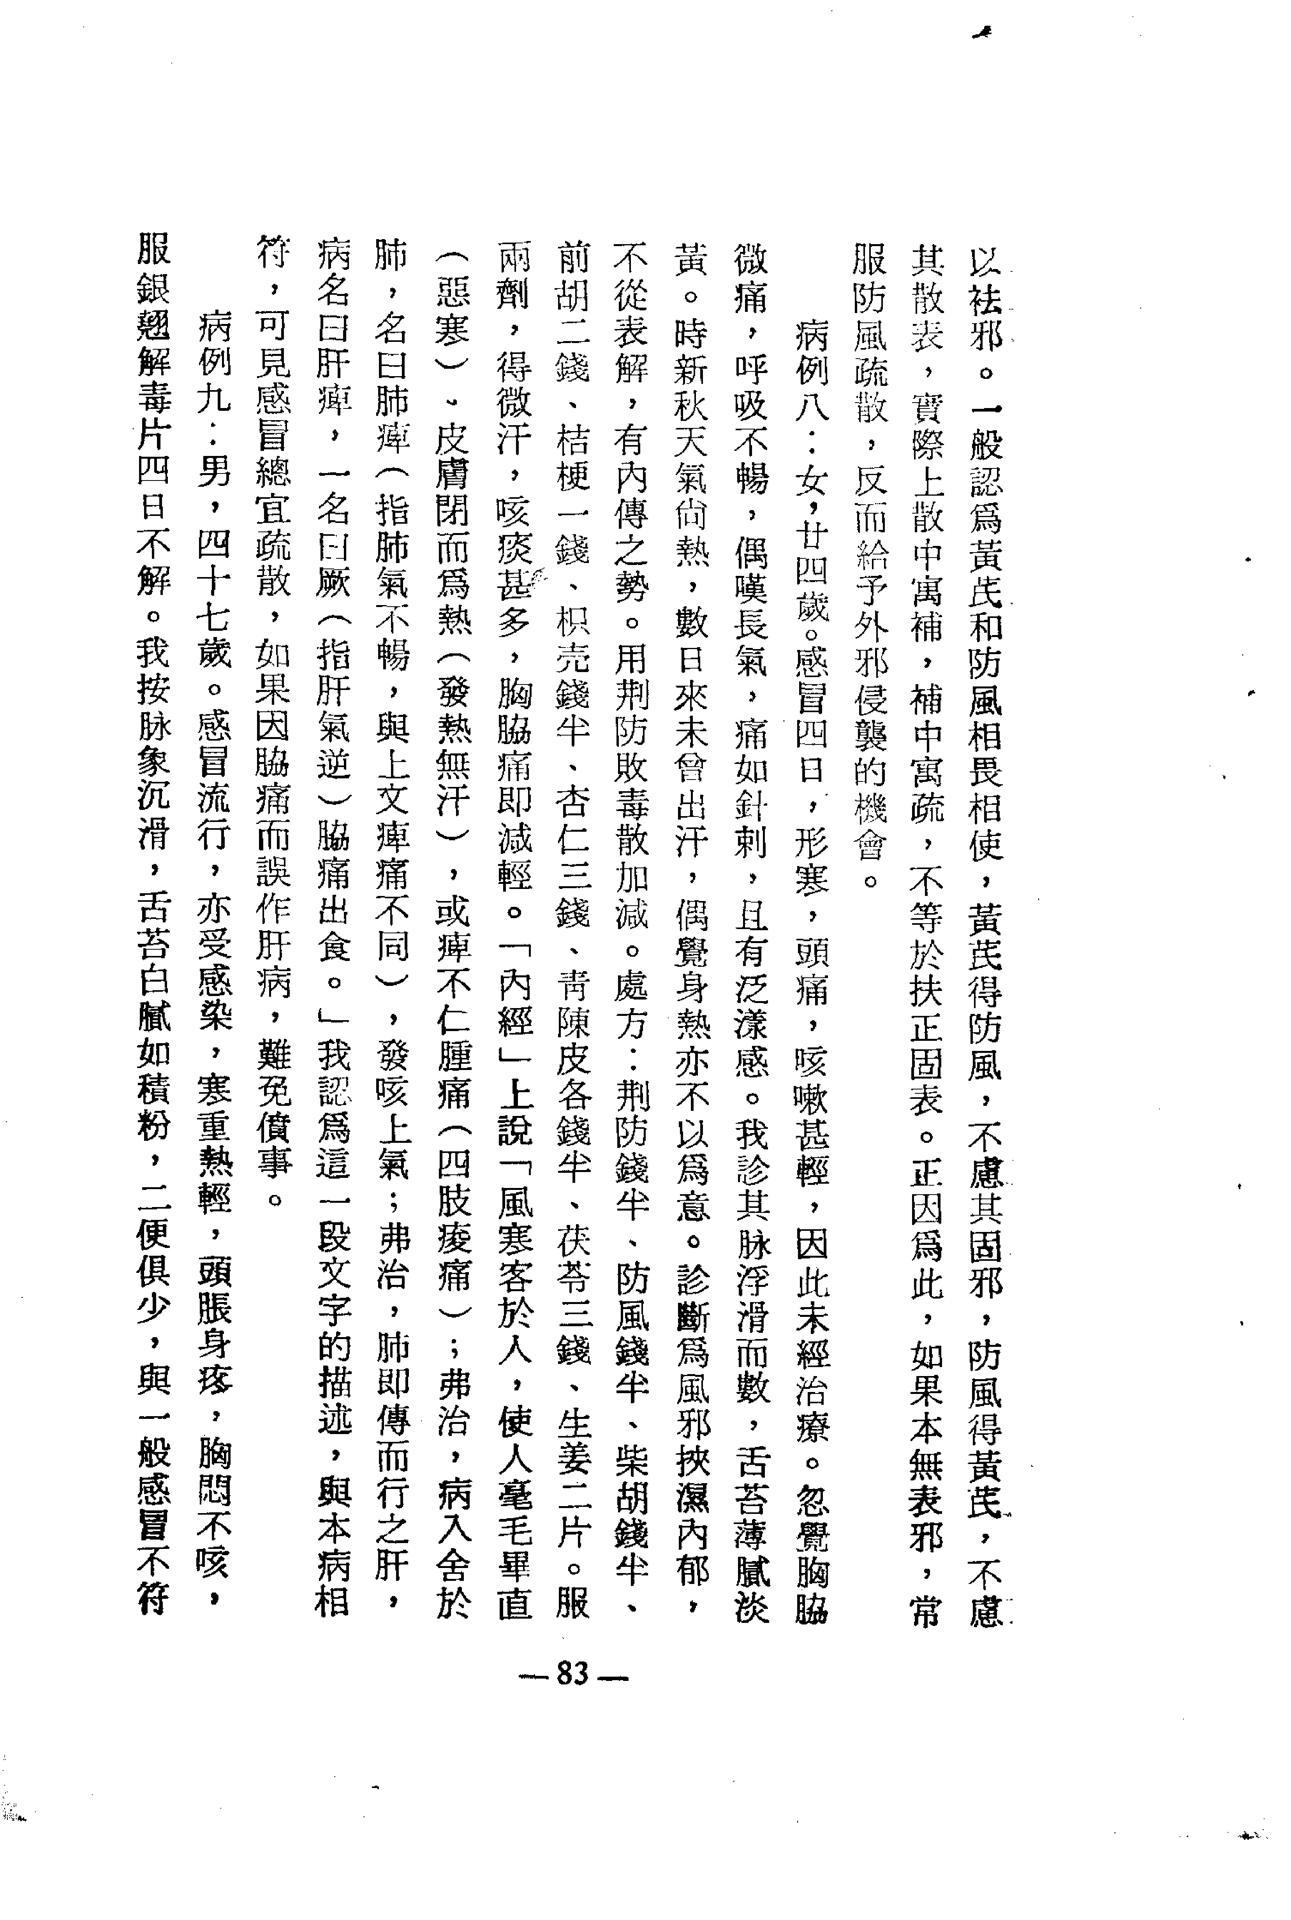 以祛邪。一般認爲黃芪和防風相畏相使，黃芪得防風，不慮其固邪，防風得黃芪，不慮
其散表，實際上散中寓補，補中寓疏，不等於扶正固表。正因爲此，如果本無表邪，常
服防風疏散，反而給予外邪侵襲的機會。
病例八：女，廿四歲。感冒四日，形寒，頭痛，咳嗽甚輕，因此未經治療。忽覺胸脇
微痛，呼吸不暢，偶嘆長氣，痛如針刺，且有泛漾感。我診其脉浮滑而數，舌苔薄膩淡
黃。時新秋天氣尙熱，數日來未曾出汗，偶覺身熱亦不以爲意。診斷爲風邪挾濕內郁，
不從表解，有內傳之勢。用荆防敗毒散加減。處方：荆防錢半、防風錢半、柴胡錢半、
前胡二錢、桔梗一錢、枳壳錢半、杏仁三錢、靑陳皮各錢半、茯苓三錢、生姜二片。服
兩劑，得微汗，咳痰甚多，胸脇痛即減輕。「內經」上說「風寒客於人，使人毫毛畢直
（惡寒）、皮膚閉而爲熱（發熱無汗），或痺不仁腫痛（四肢痠痛）；弗治，病入舍於
肺，名曰肺痺（指肺氣不暢，與上文痺痛不同），發咳上氣；弗治，肺即傳而行之肝，
病名曰肝痺，一名曰厥（指肝氣逆）脇痛出食。」我認爲這一段文字的描述，與本病相
符，可見感冒總宜疏散，如果因脇痛而誤作肝病，難免僨事。
病例九：男，四十七歲。感冒流行，亦受感染，寒重熱輕，頭脹身疼，胸悶不咳，
服銀翹解毒片四日不解。我按脉象沉滑，舌苔白膩如積粉，二便俱少，與一般感冒不符
—83—